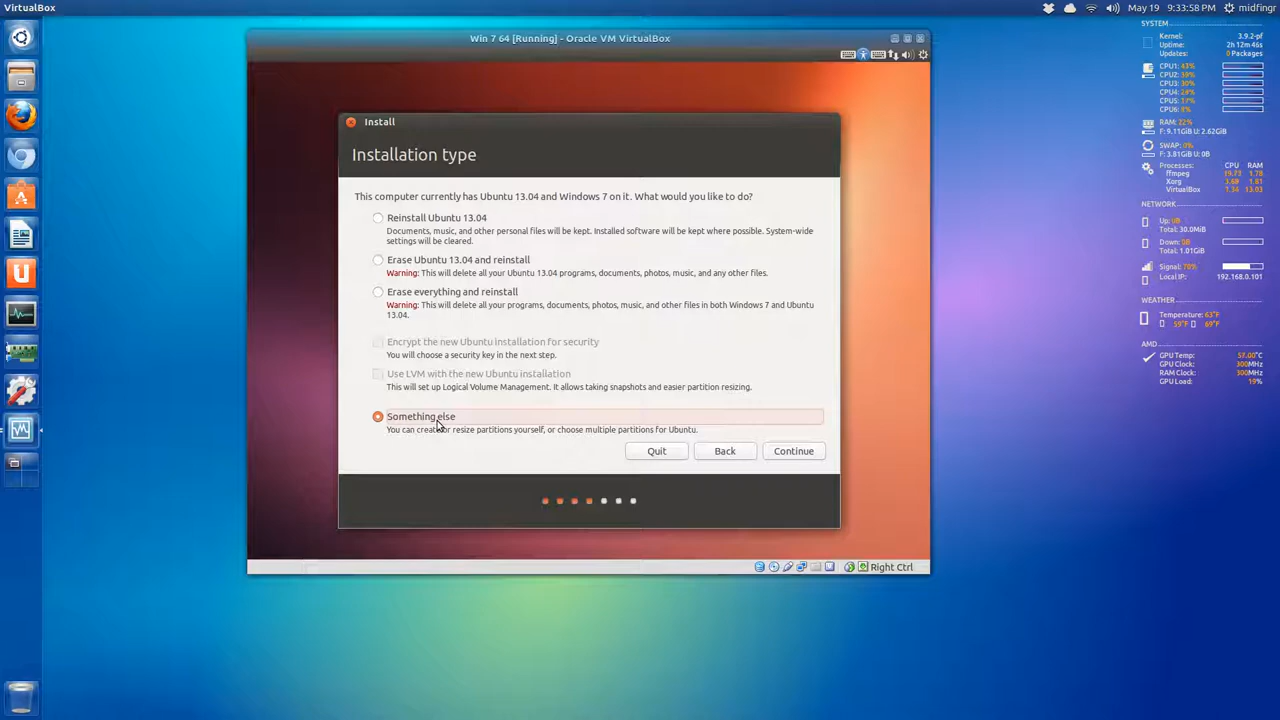 VirtualBox
May 19 9:33:58 PM
midfingr
Win 7 64 [Running] - Oracle VM VirtualBox
Install
Installation type
This computer currently has Ubuntu 13.04 and Windows 7 on it. What would you like to do?
Reinstall Ubuntu 13.04
Documents, music, and other personal files will be kept. Installed software will be kept where possible. System-wide
settings will be cleared.
Erase Ubuntu 13.04 and reinstall
Warning: This will delete all your Ubuntu 13.04 programs, documents, photos, music, and any other files.
Erase everything and reinstall
Warning: This will delete all your programs, documents, photos, music, and other files in both Windows 7 and Ubuntu
13.04.
Encrypt the new Ubuntu installation for security
You will choose a security key in the next step.
Use LVM with the new Ubuntu installation
This will set up Logical Volume Management. It allows taking snapshots and easier partition resizing.
Something else
You can create or resize partitions yourself, or choose multiple partitions for Ubuntu.
Quit
Back
Continue
Right Ctrl
SYSTEM
Kernel: 3.9.2-pf
Uptime: 2h 12m 46s
Updates: 0 Packages
CPU1: 43%
CPU2: 39%
CPU3: 30%
CPU4: 24%
CPU5: 17%
CPU6: 4%
RAM: 22%
F: 9.11GiB U: 2.62GiB
SWAP: 0%
F: 3.81GiB U: 0B
Processes: CPU RAM
ffmpeg 19.73 1.78
Xorg 3.69 1.81
VirtualBox 1.34 13.03
NETWORK
Up: 0B
Total: 30.0MiB
Down: 0B
Total: 1.01GiB
Signal: 70%
Local IP: 192.168.0.101
WEATHER
Temperature: 63°F
59°F
69°F
AMD
GPU Temp: 57.00°C
GPU Clock: 300MHz
RAM Clock: 300MHz
GPU Load: 19%